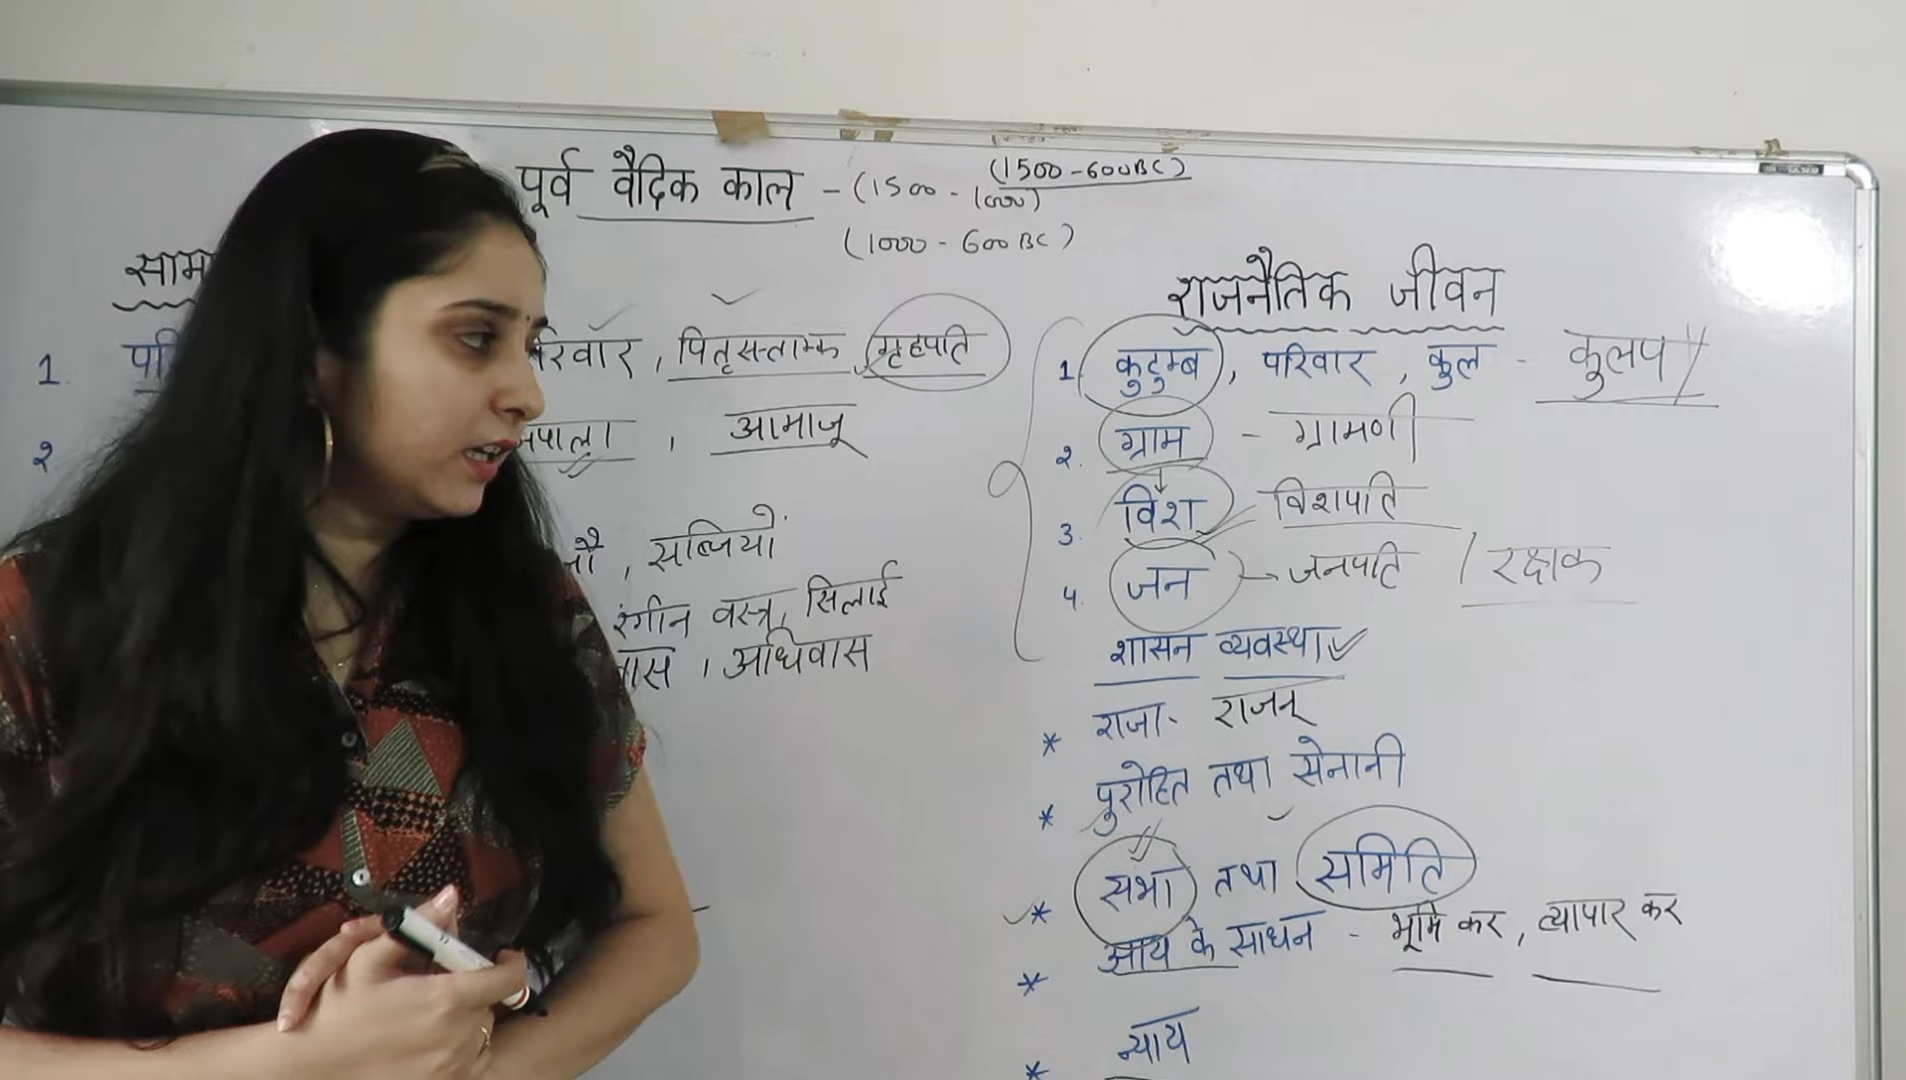 पूर्व वैदिक काल - (1500 - 1000)
(1500-600BC)
(1000 - 600 BC)
साम
1. परि
रिवार, पितृसत्तामक, गृहपति
२
पाला, आमाजू
जौ, सब्जियों
रंगीन वस्त्र, सिलाई
वास, अधिवास
राजनैतिक जीवन
1. कुटुम्ब, परिवार, कुल - कुलप
२. ग्राम - ग्रामणी
3. विश - विशपति
4. जन → जनपति / रक्षक
शासन व्यवस्था
* राजा - राजन्
* पुरोहित तथा सेनानी
* सभा तथा समिति
* आय के साधन - भूमि कर, व्यापार कर
* न्याय